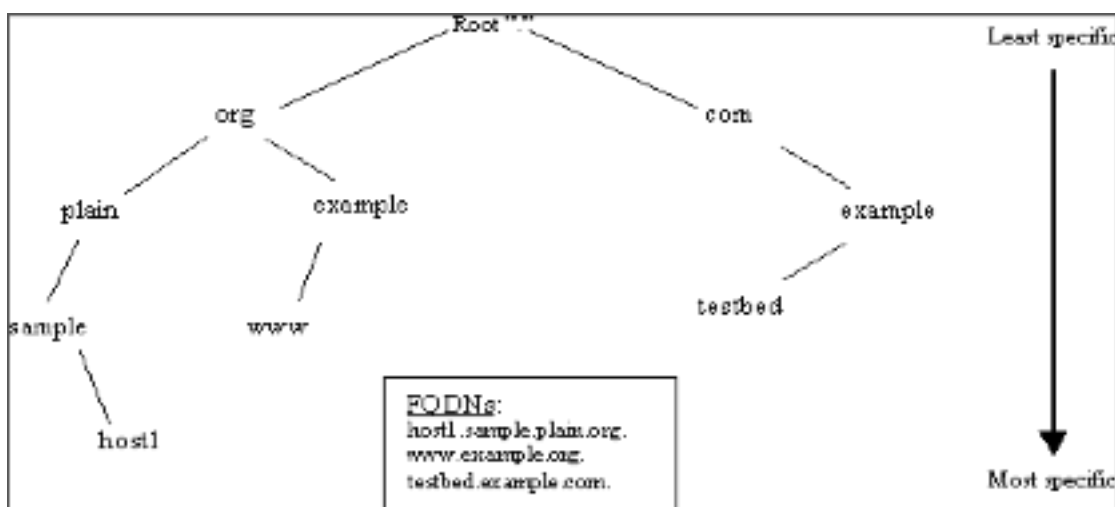 Root "."
Least specific
org
com
plain
example
example
sample
www
testbed
host1
FQDNs:
host1.sample.plain.org.
www.example.org.
testbed.example.com.
Most specific